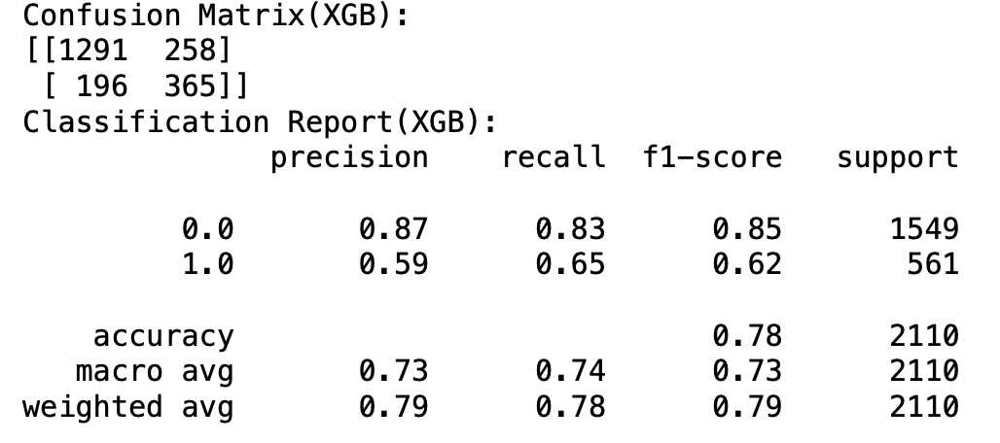 Confusion Matrix(XGB):
[[1291  258]
 [ 196  365]]
Classification Report(XGB):
              precision    recall  f1-score   support

         0.0       0.87      0.83      0.85      1549
         1.0       0.59      0.65      0.62       561

    accuracy                           0.78      2110
   macro avg       0.73      0.74      0.73      2110
weighted avg       0.79      0.78      0.79      2110